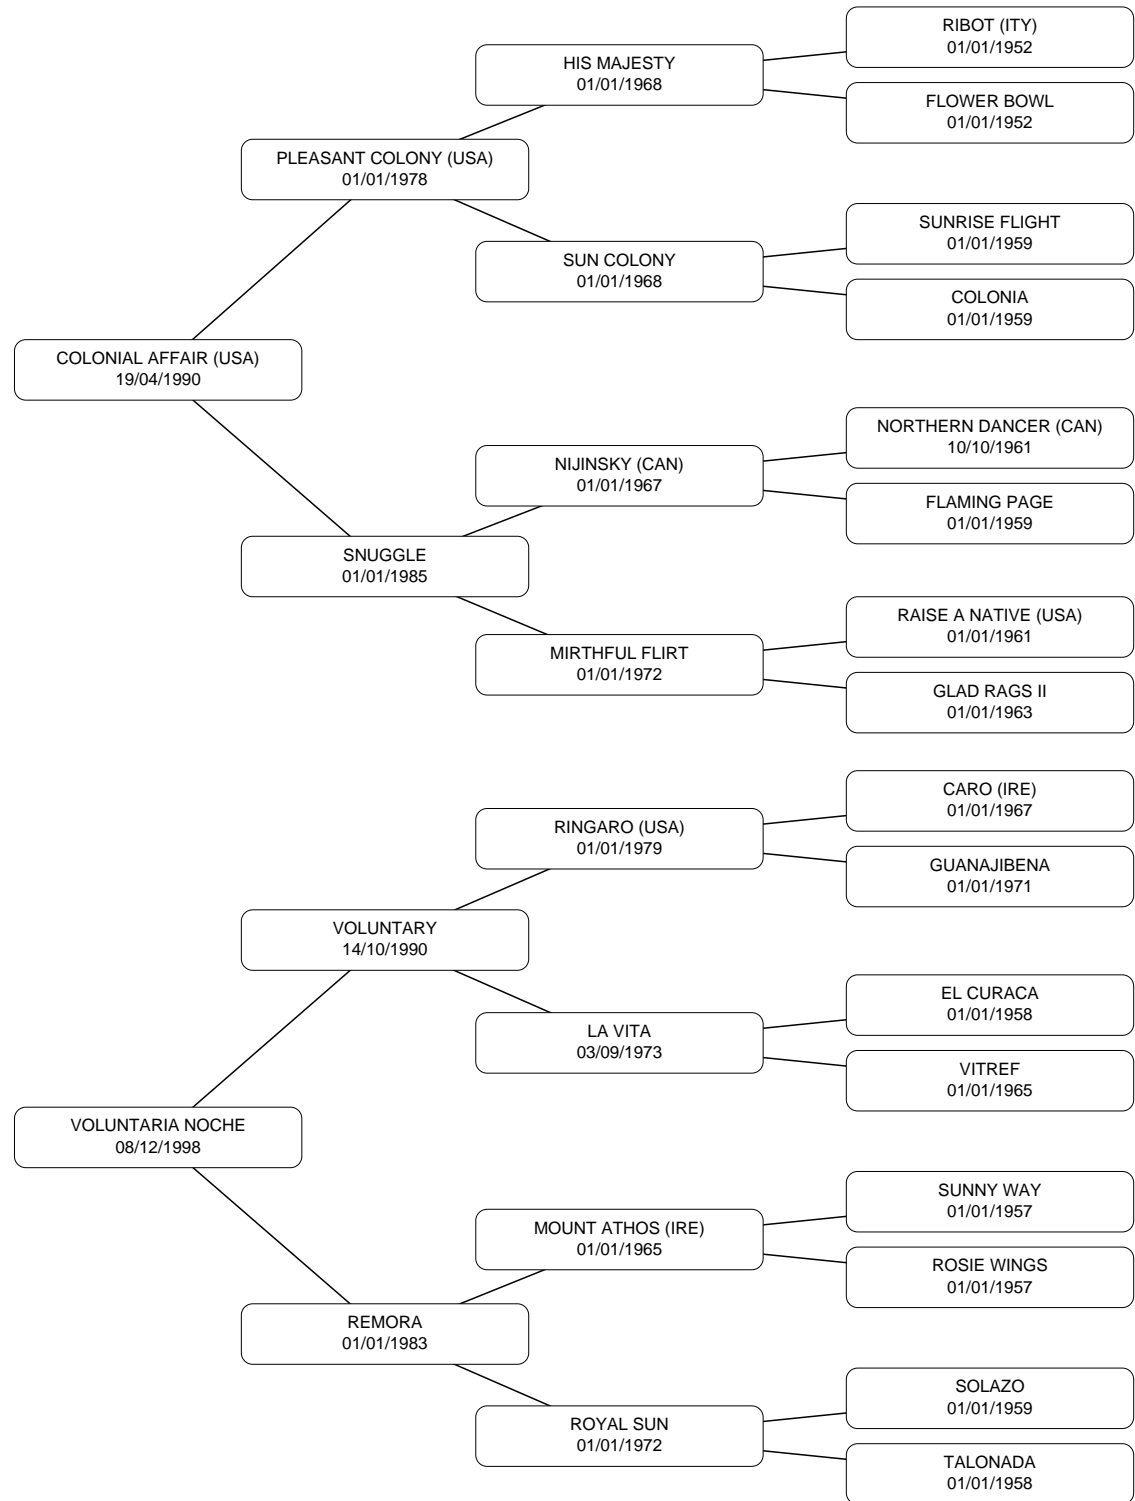 RIBOT (ITY)
01/01/1952
HIS MAJESTY
01/01/1968
FLOWER BOWL
01/01/1952
PLEASANT COLONY (USA)
01/01/1978
SUNRISE FLIGHT
01/01/1959
SUN COLONY
01/01/1968
COLONIA
01/01/1959
COLONIAL AFFAIR (USA)
19/04/1990
NORTHERN DANCER (CAN)
10/10/1961
NIJINSKY (CAN)
01/01/1967
FLAMING PAGE
01/01/1959
SNUGGLE
01/01/1985
RAISE A NATIVE (USA)
01/01/1961
MIRTHFUL FLIRT
01/01/1972
GLAD RAGS II
01/01/1963
CARO (IRE)
01/01/1967
RINGARO (USA)
01/01/1979
GUANAJIBENA
01/01/1971
VOLUNTARY
14/10/1990
EL CURACA
01/01/1958
LA VITA
03/09/1973
VITREF
01/01/1965
VOLUNTARIA NOCHE
08/12/1998
SUNNY WAY
01/01/1957
MOUNT ATHOS (IRE)
01/01/1965
ROSIE WINGS
01/01/1957
REMORA
01/01/1983
SOLAZO
01/01/1959
ROYAL SUN
01/01/1972
TALONADA
01/01/1958